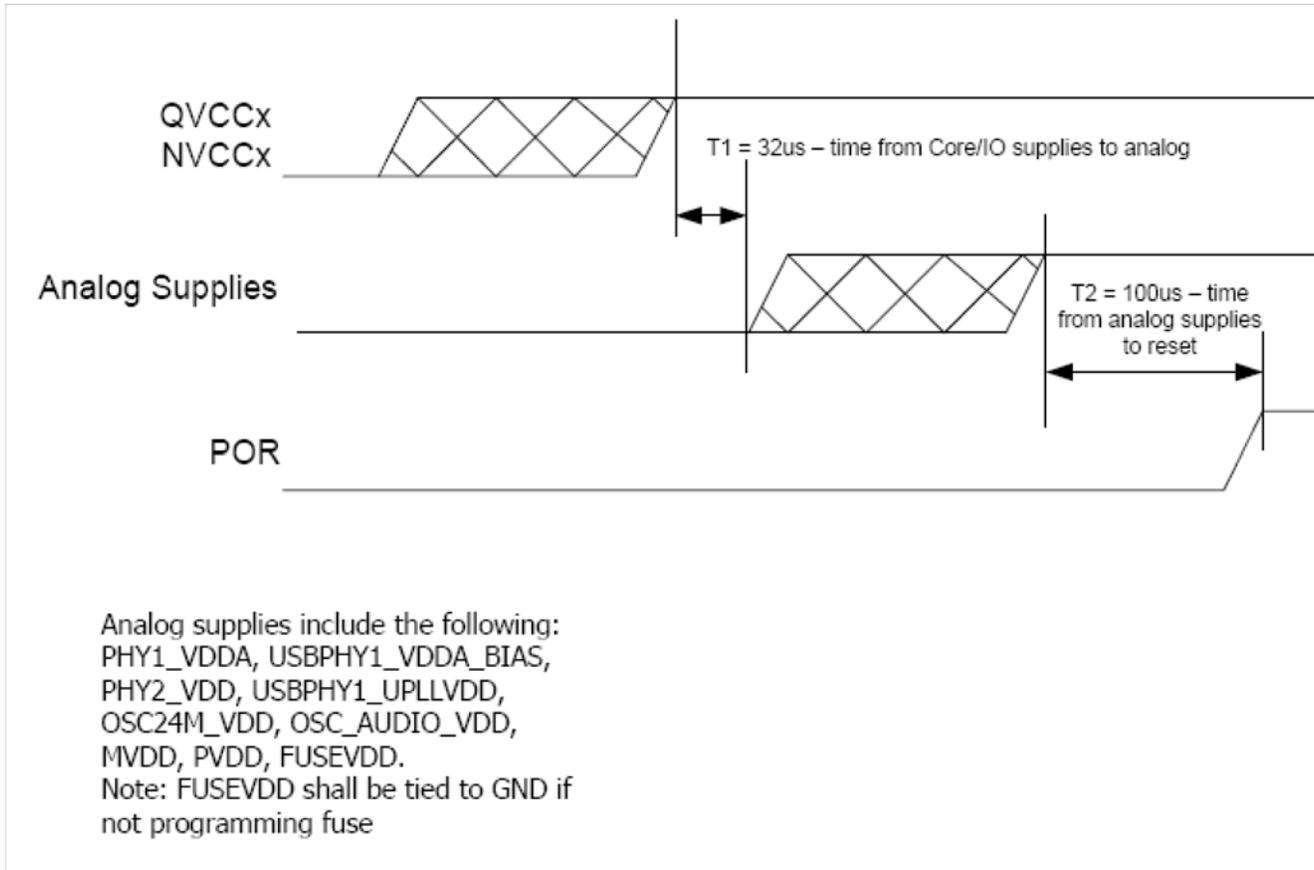 QVCCx
NVCCx
T1 = 32us – time from Core/IO supplies to analog
Analog Supplies
T2 = 100us – time
from analog supplies
to reset
POR
Analog supplies include the following:
PHY1_VDDA, USBPHY1_VDDA_BIAS,
PHY2_VDD, USBPHY1_UPLLVDD,
OSC24M_VDD, OSC_AUDIO_VDD,
MVDD, PVDD, FUSEVDD.
Note: FUSEVDD shall be tied to GND if
not programming fuse